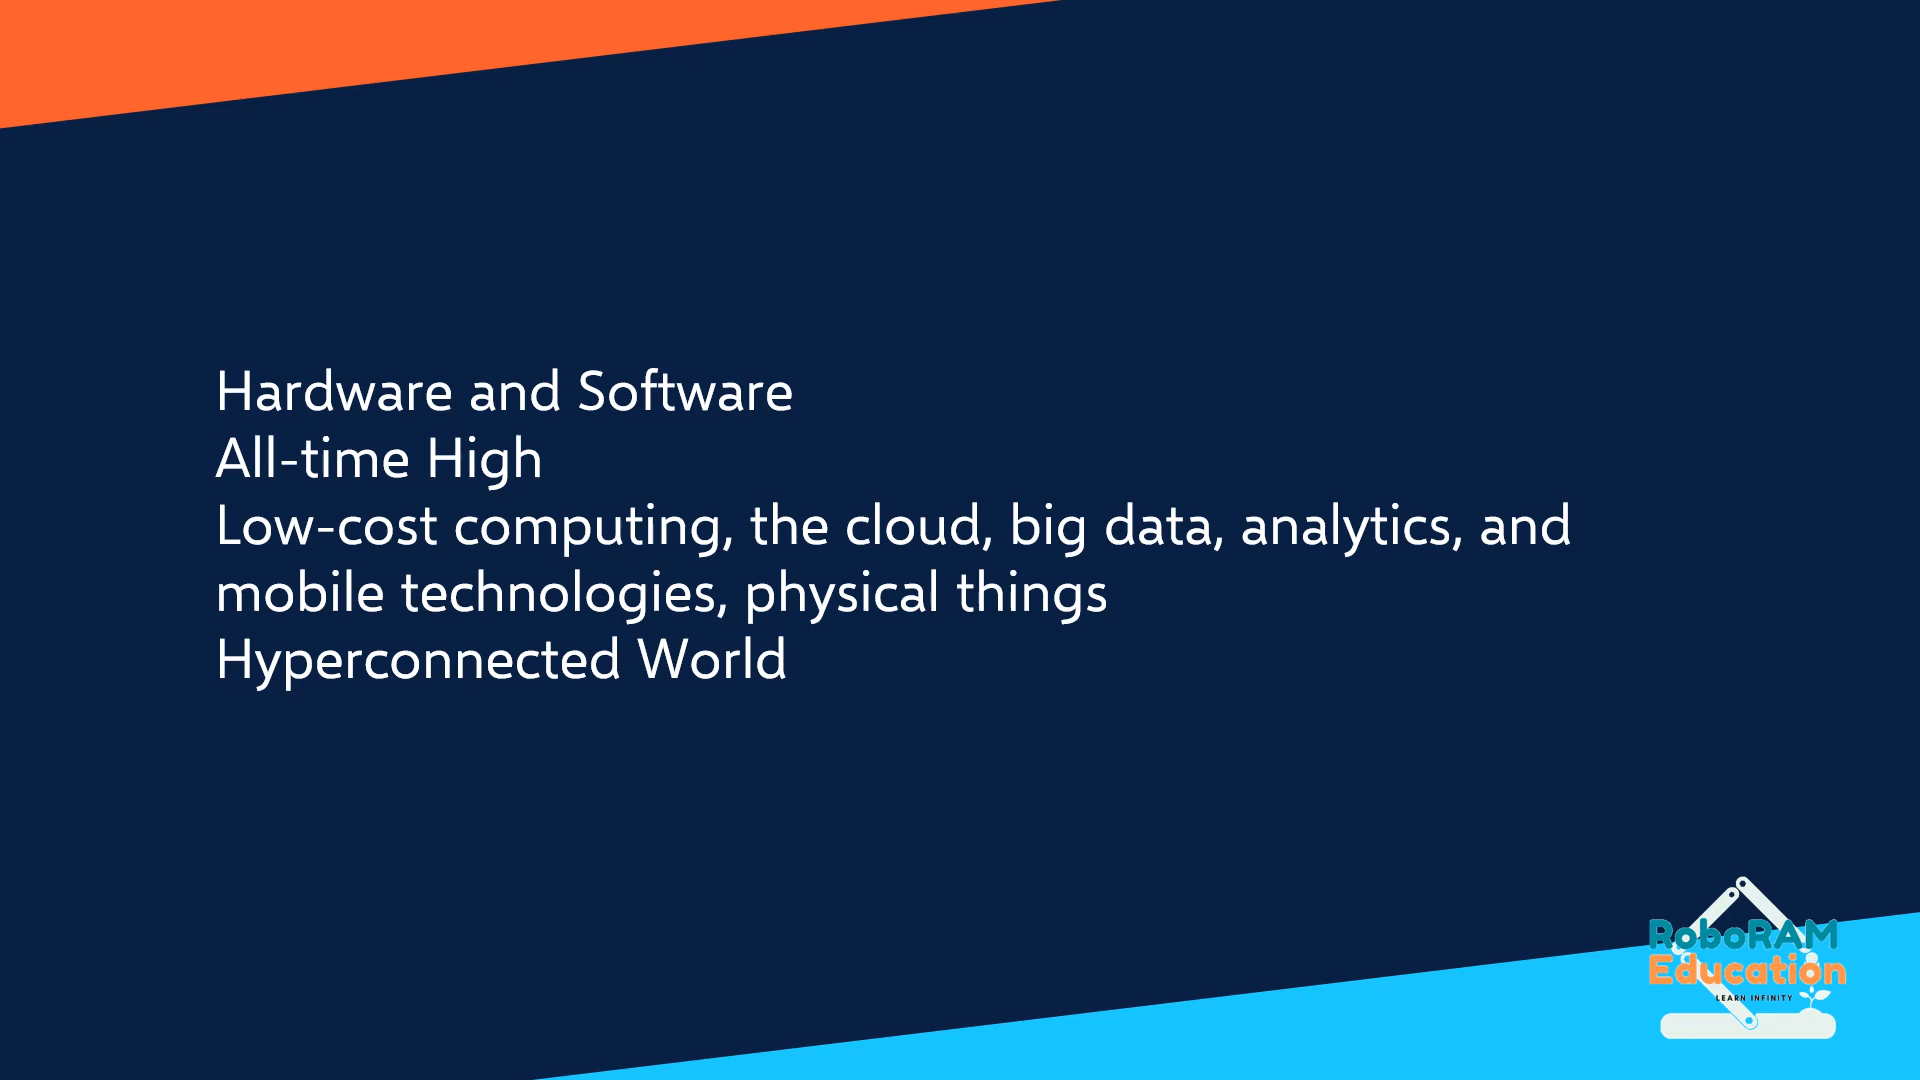 Hardware and Software
All-time High
Low-cost computing, the cloud, big data, analytics, and
mobile technologies, physical things
Hyperconnected World
RoboRAM
Education
LEARN INFINITY